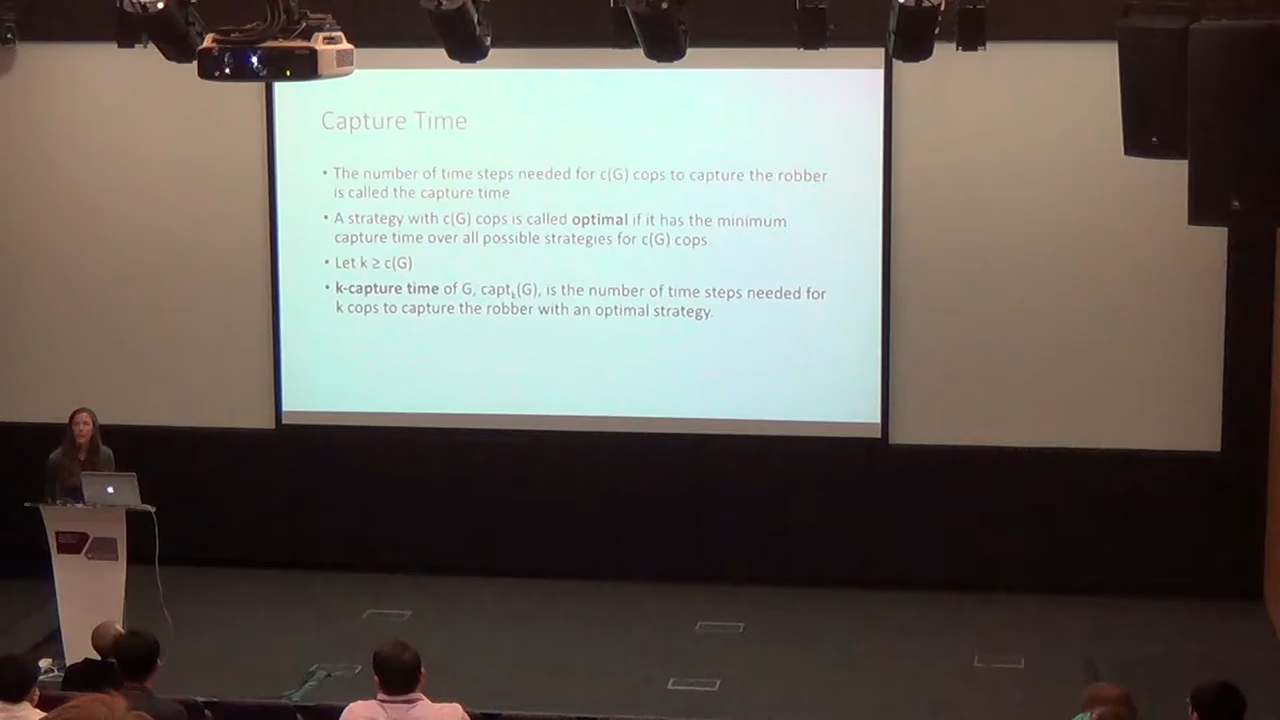 Capture Time
• The number of time steps needed for c(G) cops to capture the robber
is called the capture time
• A strategy with c(G) cops is called optimal if it has the minimum
capture time over all possible strategies for c(G) cops
• Let k ≥ c(G)
• k-capture time of G, captₖ(G), is the number of time steps needed for
k cops to capture the robber with an optimal strategy.